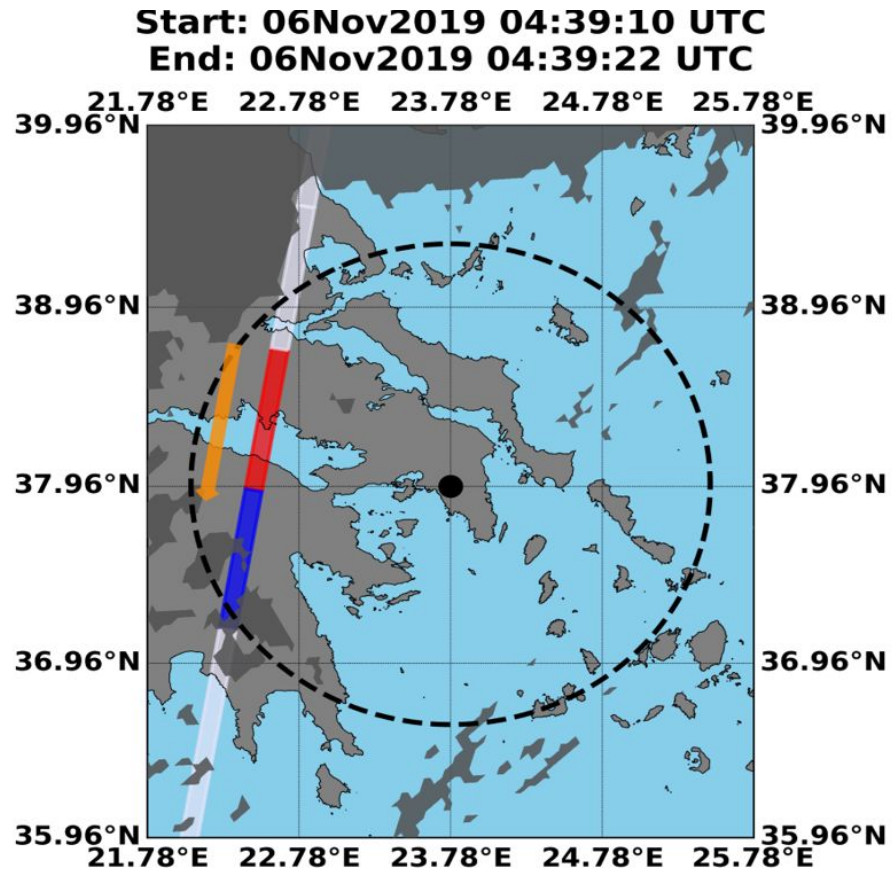 Start: 06Nov2019 04:39:10 UTC
End: 06Nov2019 04:39:22 UTC
21.78°E 22.78°E 23.78°E 24.78°E 25.78°E
39.96°N 39.96°N
38.96°N 38.96°N
37.96°N 37.96°N
36.96°N 36.96°N
35.96°N 35.96°N
21.78°E 22.78°E 23.78°E 24.78°E 25.78°E